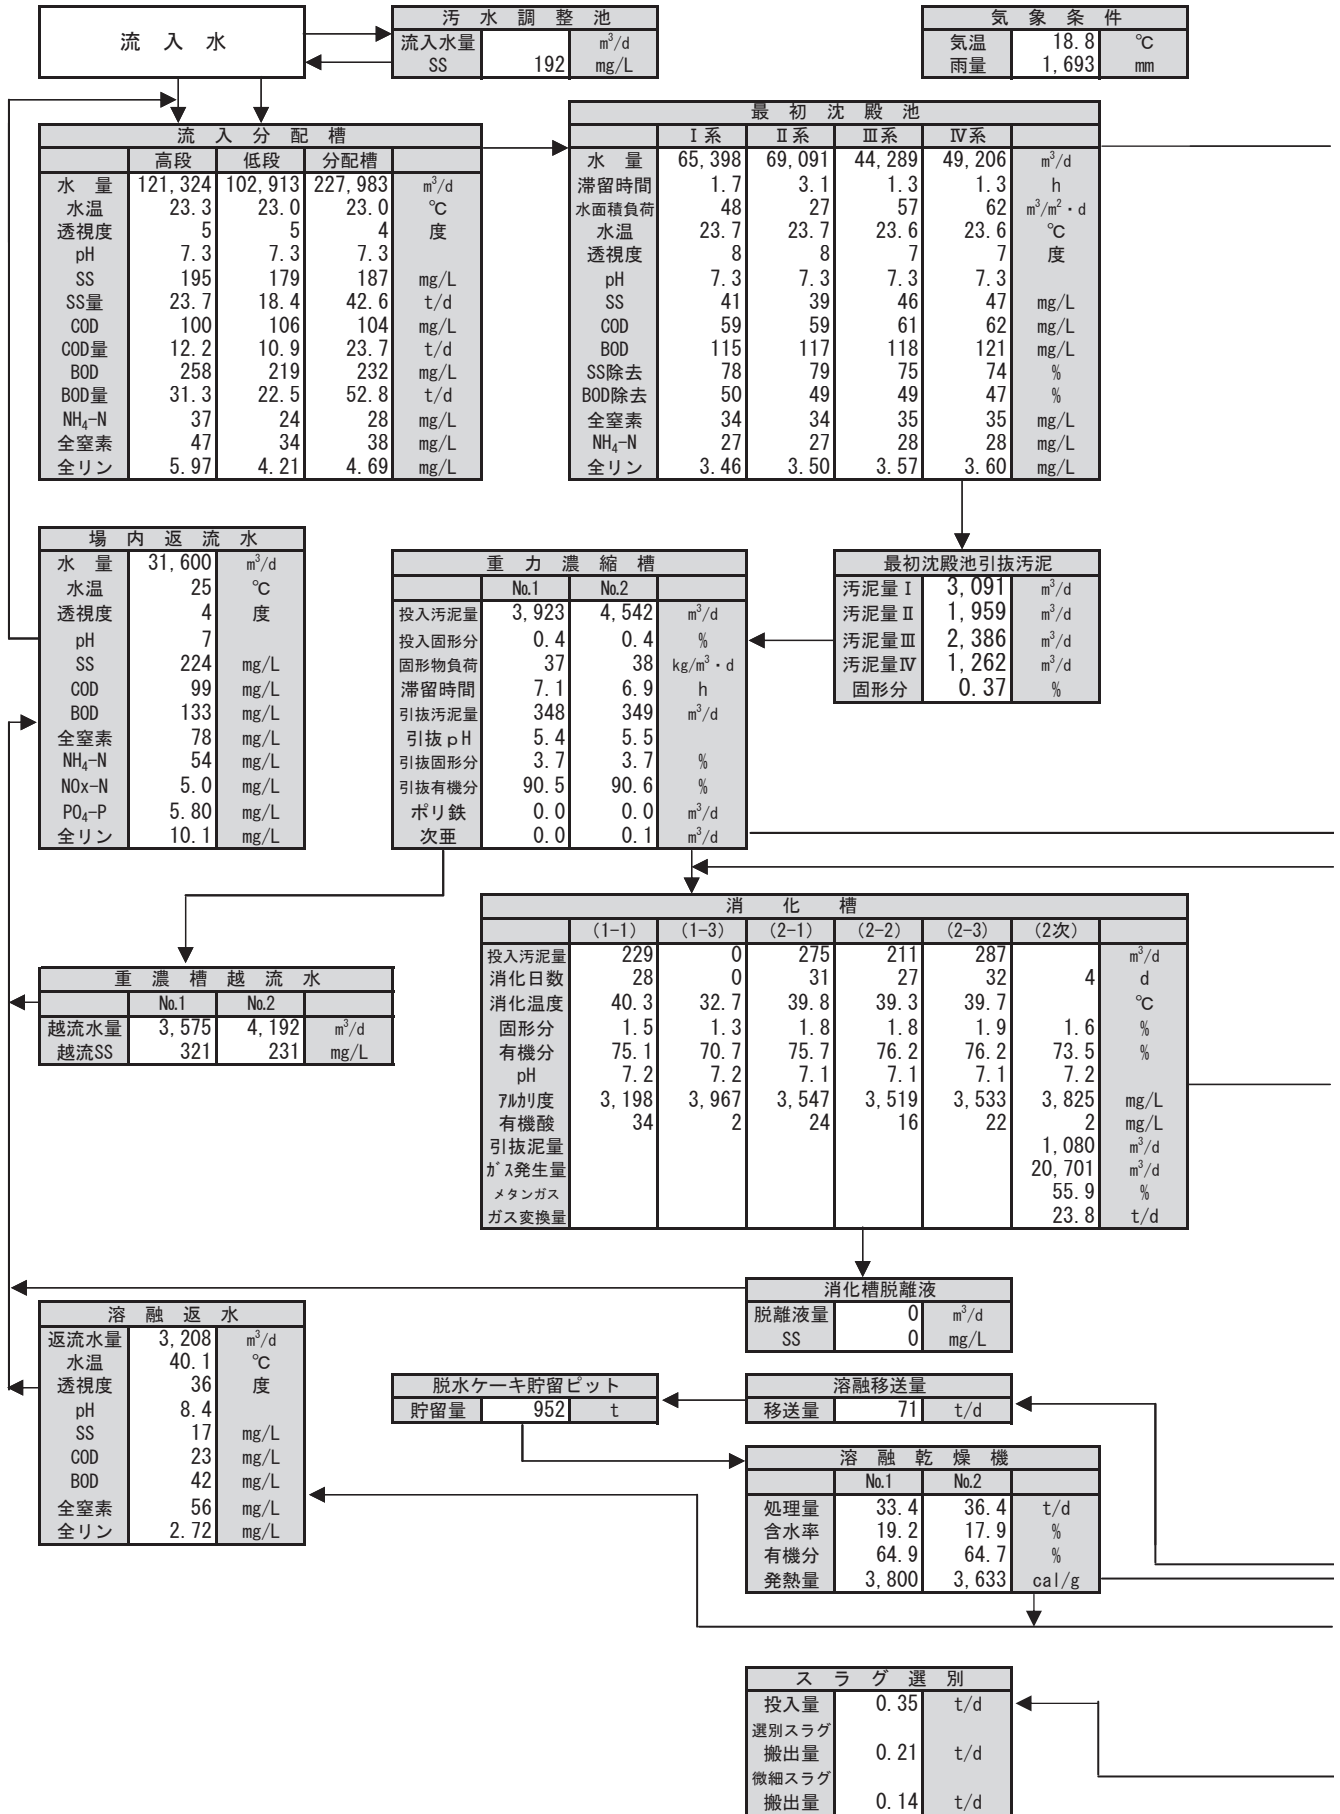 流入水
汚水調整池
流入水量 m³/d
SS 192 mg/L
気象条件
気温 18.8 ℃
雨量 1,693 mm
流入分配槽
高段 低段 分配槽
水量 121,324 102,913 227,983 m³/d
水温 23.3 23.0 23.0 ℃
透視度 5 5 4 度
pH 7.3 7.3 7.3
SS 195 179 187 mg/L
SS量 23.7 18.4 42.6 t/d
COD 100 106 104 mg/L
COD量 12.2 10.9 23.7 t/d
BOD 258 219 232 mg/L
BOD量 31.3 22.5 52.8 t/d
NH₄-N 37 24 28 mg/L
全窒素 47 34 38 mg/L
全リン 5.97 4.21 4.69 mg/L
最初沈殿池
Ⅰ系 Ⅱ系 Ⅲ系 Ⅳ系
水量 65,398 69,091 44,289 49,206 m³/d
滞留時間 1.7 3.1 1.3 1.3 h
水面積負荷 48 27 57 62 m³/m²・d
水温 23.7 23.7 23.6 23.6 ℃
透視度 8 8 7 7 度
pH 7.3 7.3 7.3 7.3
SS 41 39 46 47 mg/L
COD 59 59 61 62 mg/L
BOD 115 117 118 121 mg/L
SS除去 78 79 75 74 %
BOD除去 50 49 49 47 %
全窒素 34 34 35 35 mg/L
NH₄-N 27 27 28 28 mg/L
全リン 3.46 3.50 3.57 3.60 mg/L
場内返流水
水量 31,600 m³/d
水温 25 ℃
透視度 4 度
pH 7
SS 224 mg/L
COD 99 mg/L
BOD 133 mg/L
全窒素 78 mg/L
NH₄-N 54 mg/L
NOx-N 5.0 mg/L
PO₄-P 5.80 mg/L
全リン 10.1 mg/L
重力濃縮槽
No.1 No.2
投入汚泥量 3,923 4,542 m³/d
投入固形分 0.4 0.4 %
固形物負荷 37 38 kg/m³・d
滞留時間 7.1 6.9 h
引抜汚泥量 348 349 m³/d
引抜pH 5.4 5.5
引抜固形分 3.7 3.7 %
引抜有機分 90.5 90.6 %
ポリ鉄 0.0 0.0 m³/d
次亜 0.0 0.1 m³/d
最初沈殿池引抜汚泥
汚泥量Ⅰ 3,091 m³/d
汚泥量Ⅱ 1,959 m³/d
汚泥量Ⅲ 2,386 m³/d
汚泥量Ⅳ 1,262 m³/d
固形分 0.37 %
消化槽
(1-1) (1-3) (2-1) (2-2) (2-3) (2次)
投入汚泥量 229 0 275 211 287 m³/d
消化日数 28 0 31 27 32 4 d
消化温度 40.3 32.7 39.8 39.3 39.7 ℃
固形分 1.5 1.3 1.8 1.8 1.9 1.6 %
有機分 75.1 70.7 75.7 76.2 76.2 73.5 %
pH 7.2 7.2 7.1 7.1 7.1 7.2
ｱﾙｶﾘ度 3,198 3,967 3,547 3,519 3,533 3,825 mg/L
有機酸 34 2 24 16 22 2 mg/L
引抜泥量 1,080 m³/d
ｶﾞｽ発生量 20,701 m³/d
メタンガス 55.9 %
ガス変換量 23.8 t/d
重濃槽越流水
No.1 No.2
越流水量 3,575 4,192 m³/d
越流SS 321 231 mg/L
消化槽脱離液
脱離液量 0 m³/d
SS 0 mg/L
溶融返水
返流水量 3,208 m³/d
水温 40.1 ℃
透視度 36 度
pH 8.4
SS 17 mg/L
COD 23 mg/L
BOD 42 mg/L
全窒素 56 mg/L
全リン 2.72 mg/L
脱水ケーキ貯留ピット
貯留量 952 t
溶融移送量
移送量 71 t/d
溶融乾燥機
No.1 No.2
処理量 33.4 36.4 t/d
含水率 19.2 17.9 %
有機分 64.9 64.7 %
発熱量 3,800 3,633 cal/g
スラグ選別
投入量 0.35 t/d
選別スラグ
搬出量 0.21 t/d
微細スラグ
搬出量 0.14 t/d